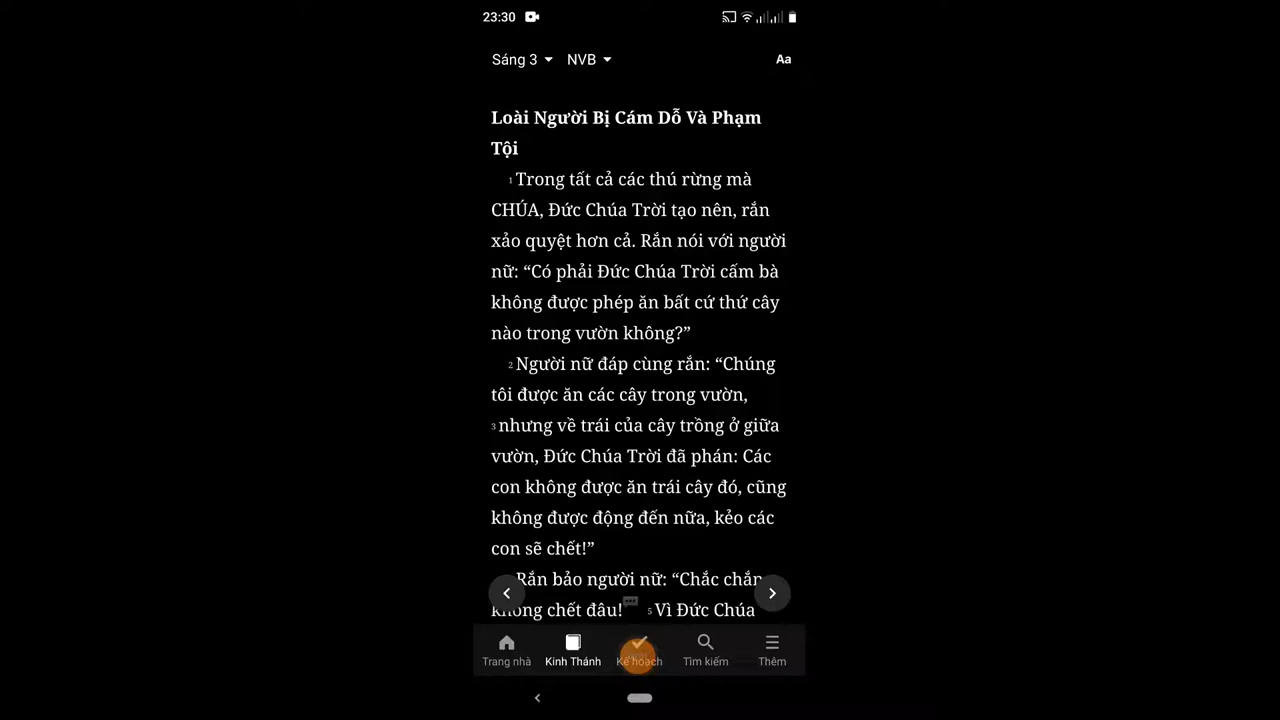 23:30
Sáng 3 NVB Aa
Loài Người Bị Cám Dỗ Và Phạm
Tội
1 Trong tất cả các thú rừng mà
CHÚA, Đức Chúa Trời tạo nên, rắn
xảo quyệt hơn cả. Rắn nói với người
nữ: “Có phải Đức Chúa Trời cấm bà
không được phép ăn bất cứ thứ cây
nào trong vườn không?”
2 Người nữ đáp cùng rắn: “Chúng
tôi được ăn các cây trong vườn,
3 nhưng về trái của cây trồng ở giữa
vườn, Đức Chúa Trời đã phán: Các
con không được ăn trái cây đó, cũng
không được động đến nữa, kẻo các
con sẽ chết!”
Rắn bảo người nữ: “Chắc chắn
không chết đâu! 5 Vì Đức Chúa
Trang nhà Kinh Thánh Kế hoạch Tìm kiếm Thêm